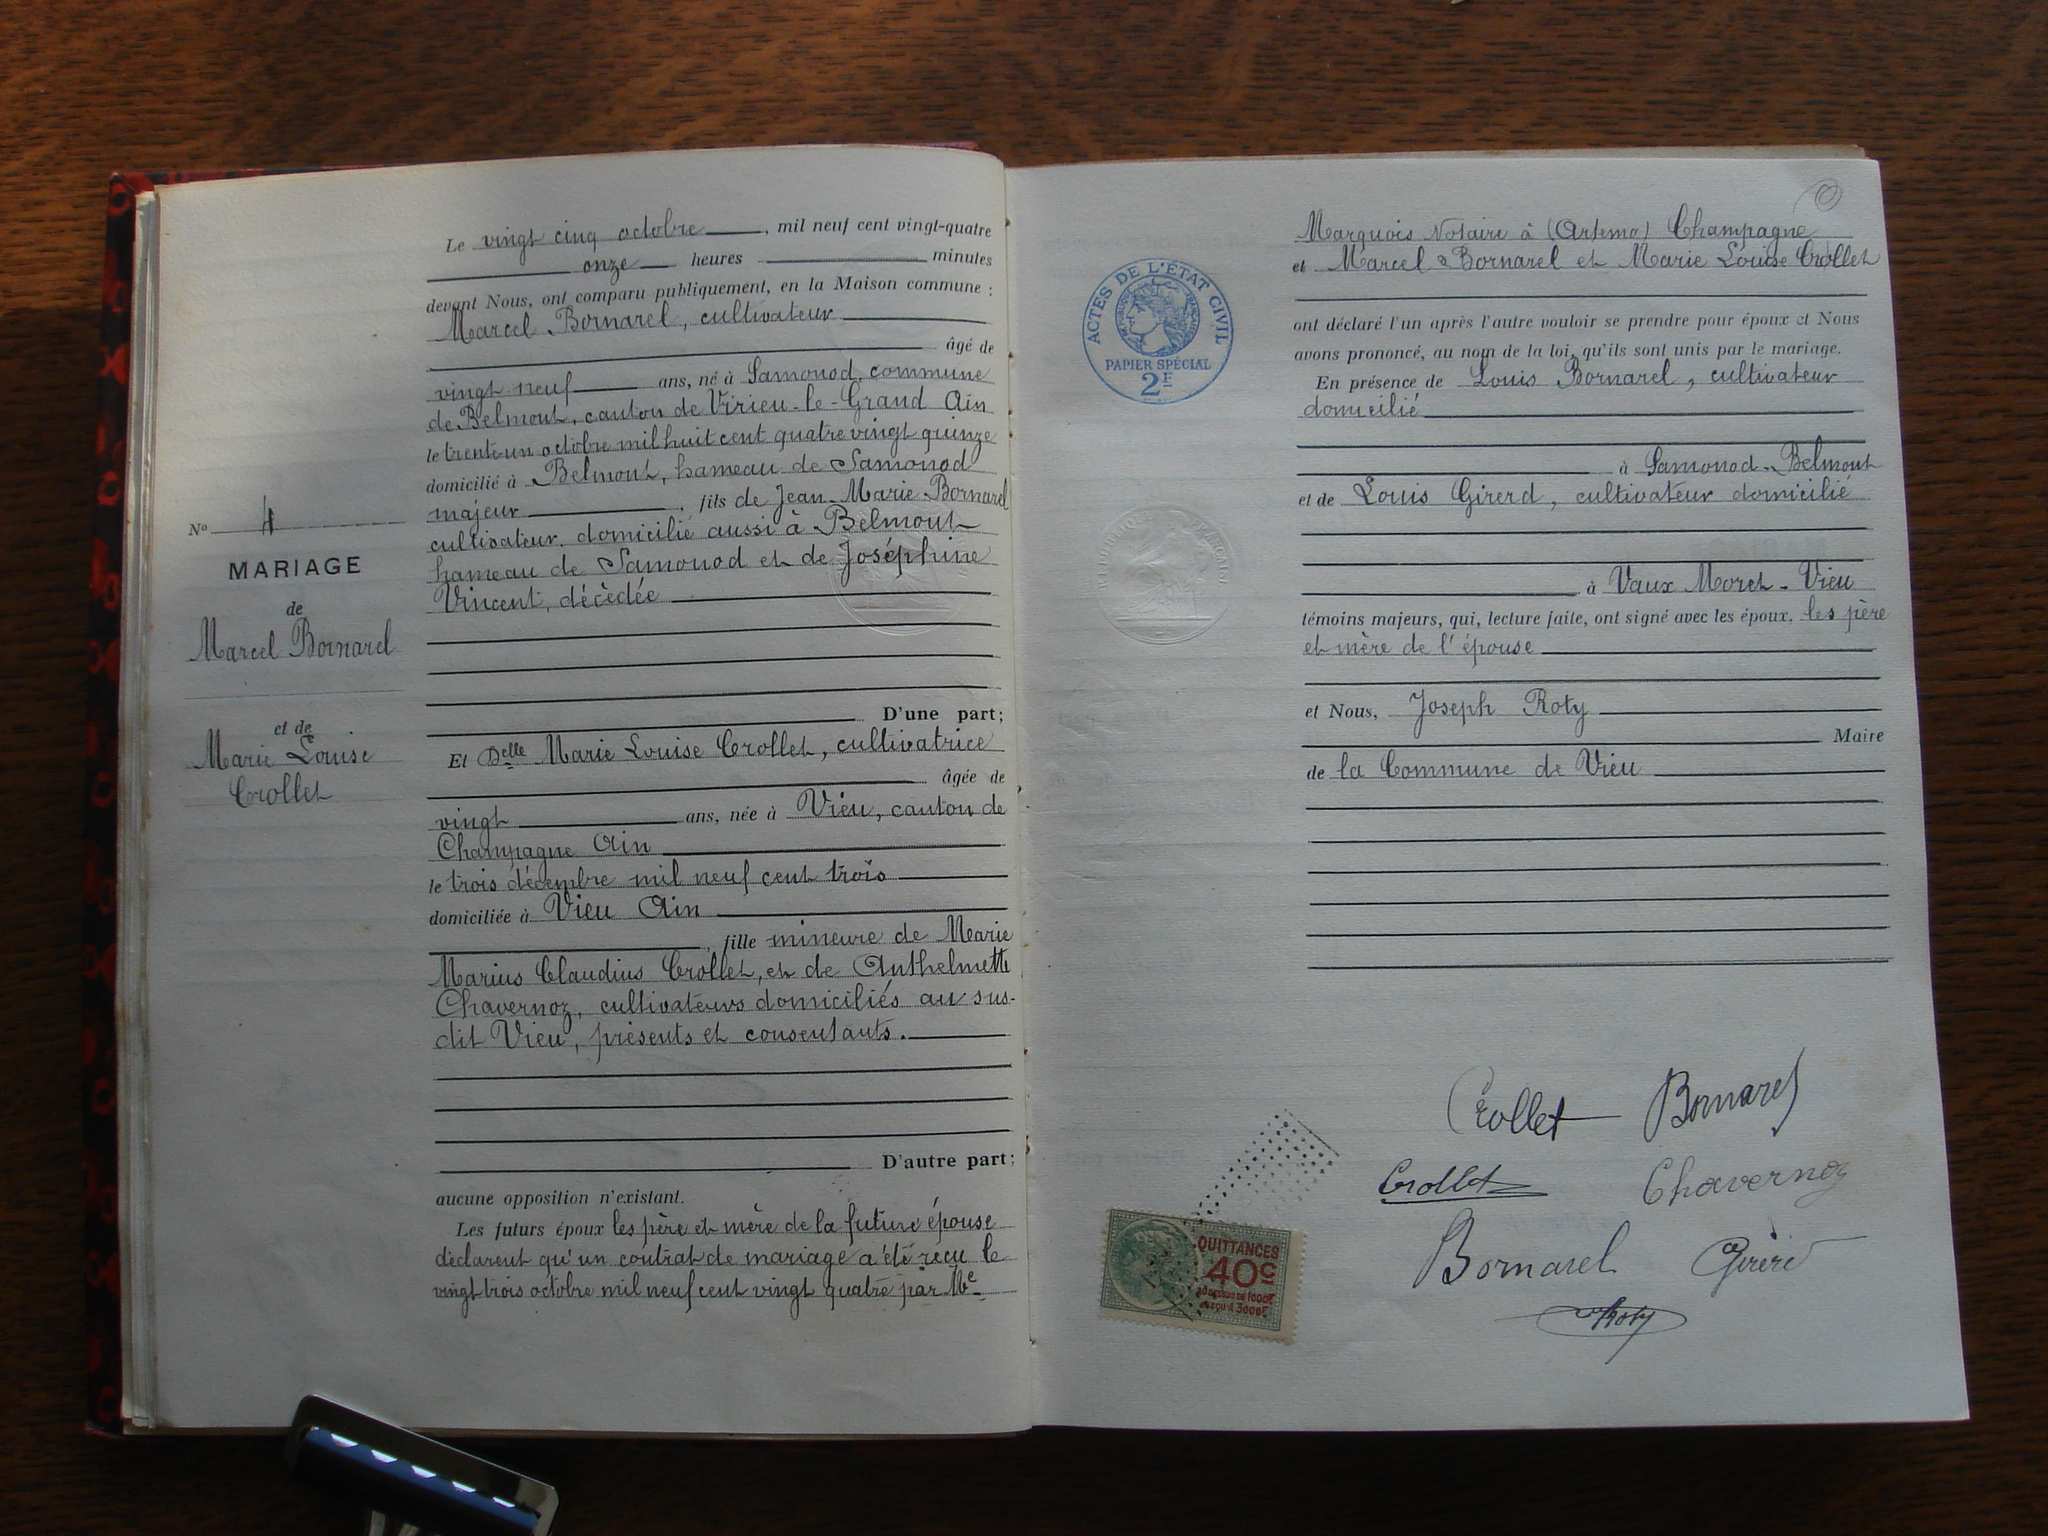 Nº 4
MARIAGE
de
Marcel Bornarel
et de
Marie Louise
Crollet
Le vingt cinq octobre, mil neuf cent vingt-quatre
onze heures minutes
devant Nous, ont comparu publiquement, en la Maison commune :
Marcel Bornarel, cultivateur
âgé de
vingt neuf ans, né à Samonod, commune
de Belmont, canton de Virieu-le-Grand Ain
le trente-un octobre mil huit cent quatre vingt quinze
domicilié à Belmont, hameau de Samonod
majeur, fils de Jean-Marie Bornarel
cultivateur, domicilié aussi à Belmont
hameau de Samonod et de Joséphine
Vincent, décèdée
D'une part;
Et Delle Marie Louise Crollet, cultivatrice
âgée de
vingt ans, née à Vieu, canton de
Champagne Ain
le trois décembre mil neuf cent trois
domiciliée à Vieu Ain
, fille mineure de Marie
Marius Claudius Crollet, et de Anthelmette
Chavernoz, cultivateurs domiciliés au sus-
dit Vieu, présents et consentants.
D'autre part;
aucune opposition n'existant.
Les futurs époux les père et mère de la future épouse
déclarent qu'un contrat de mariage a été reçu le
vingt trois octobre mil neuf cent vingt quatre par Me
Marquois Notaire à (Artemo) Champagne
et Marcel Bornarel et Marie Louise Crollet
ont déclaré l'un après l'autre vouloir se prendre pour époux et Nous
avons prononcé, au nom de la loi, qu'ils sont unis par le mariage.
En présence de Louis Bornarel, cultivateur
domicilié
à Samonod-Belmont
et de Louis Girerd, cultivateur domicilié
à Vaux Moret-Vieu
témoins majeurs, qui, lecture faite, ont signé avec les époux, les père
et mère de l'épouse
et Nous, Joseph Roty
Maire
de la Commune de Vieu
ACTES DE L'ÉTAT CIVIL
PAPIER SPÉCIAL
2F
Crollet Bornarel
Crollet Chavernoz
Bornarel Girerd
Roty
QUITTANCES
40c